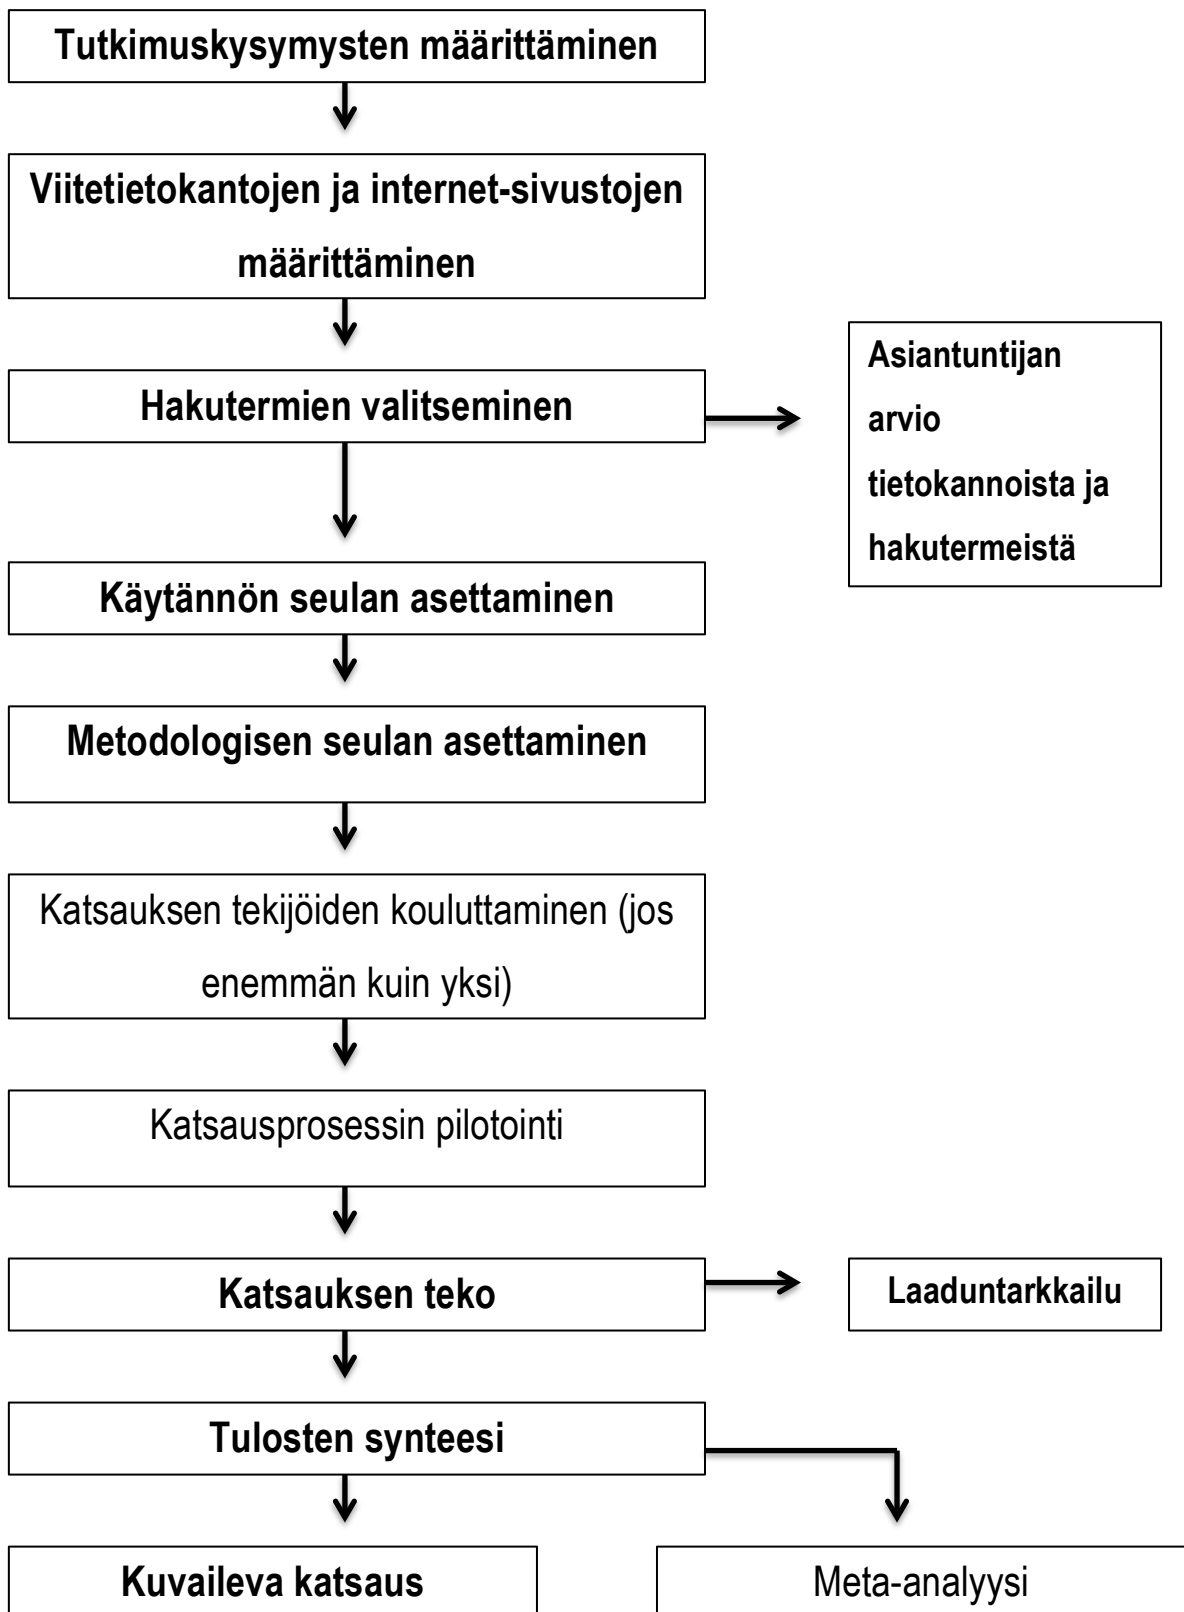 Tutkimuskysymysten määrittäminen
Viitetietokantojen ja internet-sivustojen
määrittäminen
Hakutermien valitseminen
Asiantuntijan
arvio
tietokannoista ja
hakutermeistä
Käytännön seulan asettaminen
Metodologisen seulan asettaminen
Katsauksen tekijöiden kouluttaminen (jos
enemmän kuin yksi)
Katsausprosessin pilotointi
Katsauksen teko
Laaduntarkkailu
Tulosten synteesi
Kuvaileva katsaus
Meta-analyysi